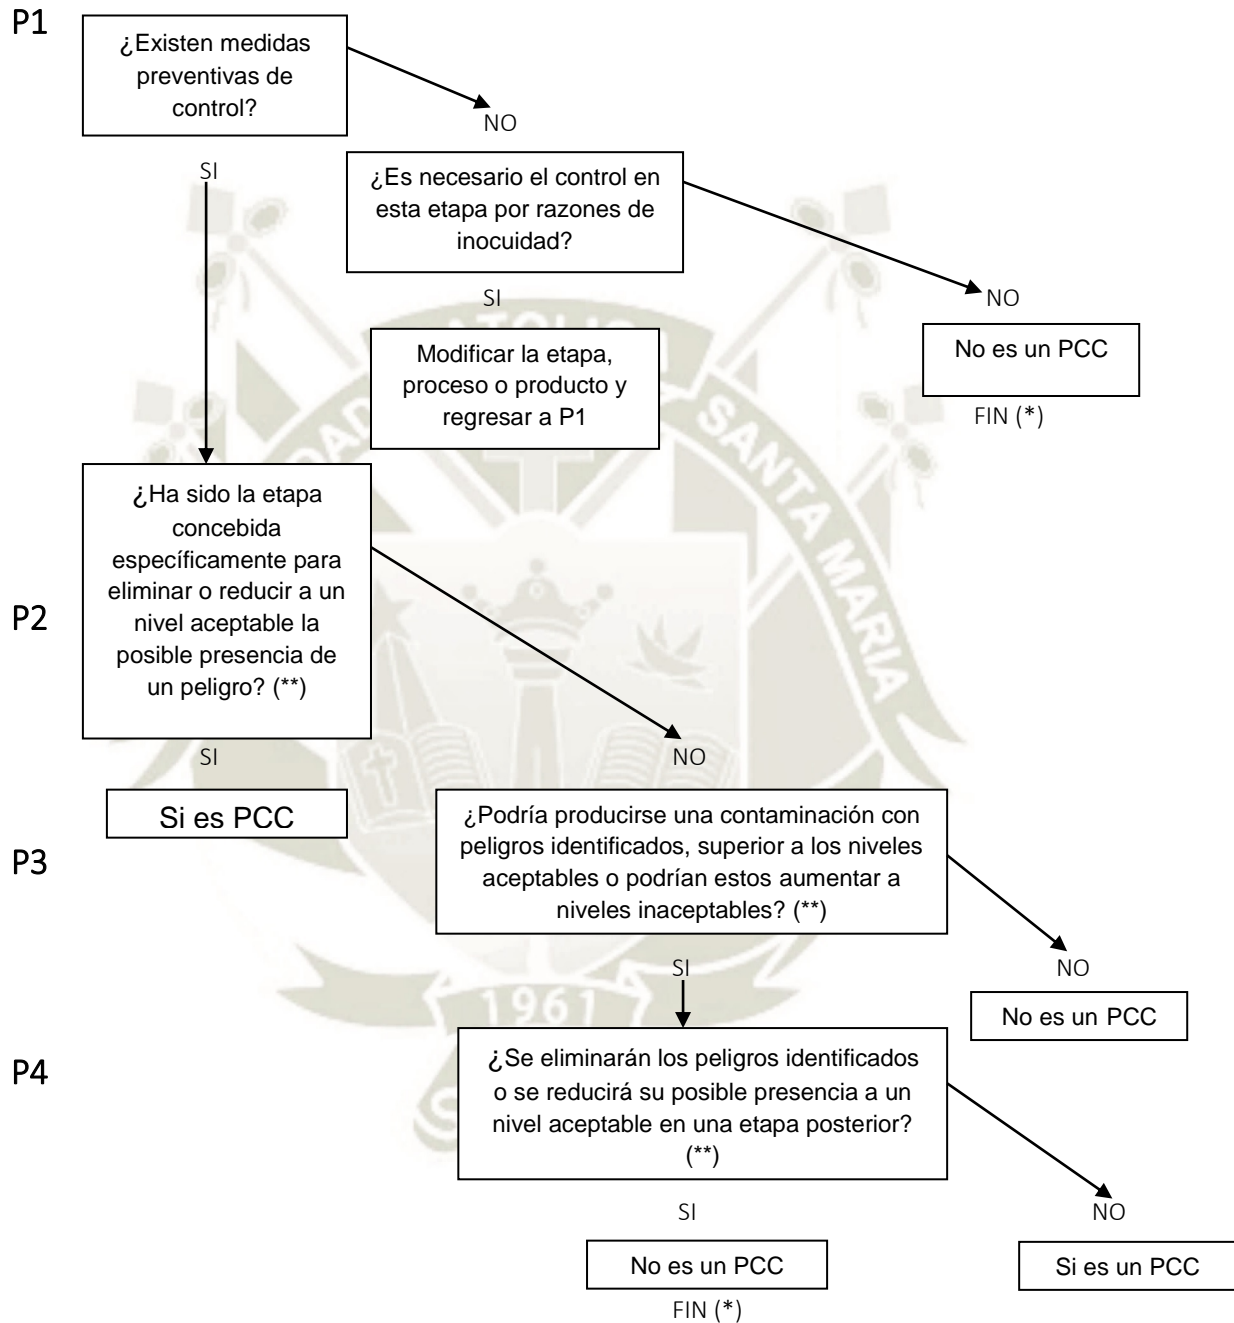 P1
¿Existen medidas
preventivas de
control?
NO
SI
¿Es necesario el control en
esta etapa por razones de
inocuidad?
SI
NO
No es un PCC
FIN (*)
Modificar la etapa,
proceso o producto y
regresar a P1
P2
¿Ha sido la etapa
concebida
específicamente para
eliminar o reducir a un
nivel aceptable la
posible presencia de
un peligro? (**)
SI
NO
Si es PCC
P3
¿Podría producirse una contaminación con
peligros identificados, superior a los niveles
aceptables o podrían estos aumentar a
niveles inaceptables? (**)
SI
NO
No es un PCC
P4
¿Se eliminarán los peligros identificados
o se reducirá su posible presencia a un
nivel aceptable en una etapa posterior?
(**)
SI
NO
No es un PCC
Si es un PCC
FIN (*)
SANTA MARIA
1961